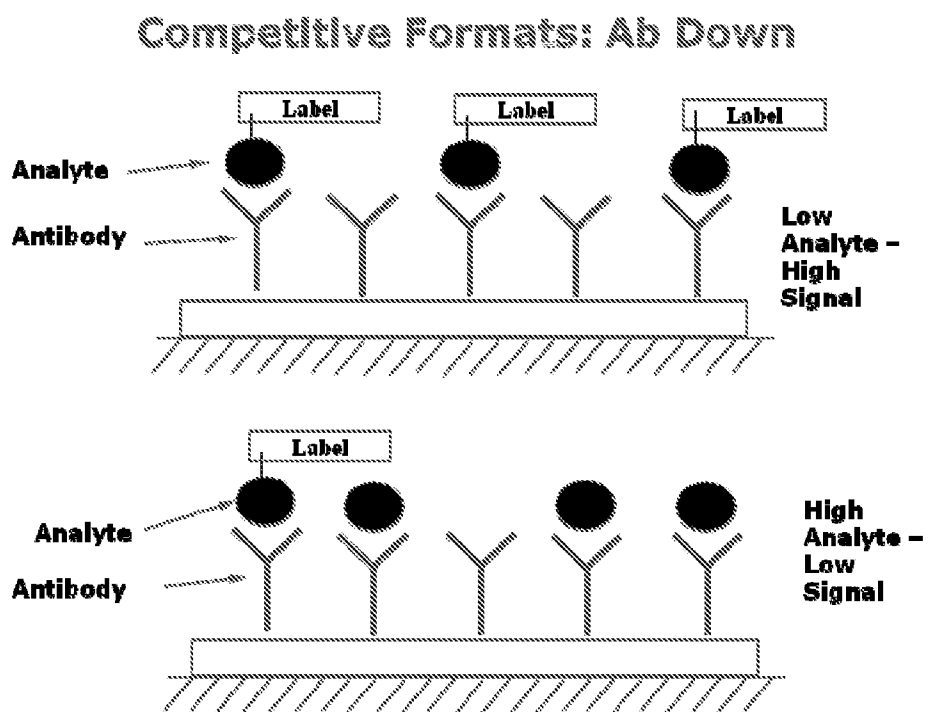 Competitive Formats: Ab Down
Label
Label
Label
Analyte
Antibody
Low
Analyte –
High
Signal
Label
Analyte
Antibody
High
Analyte –
Low
Signal